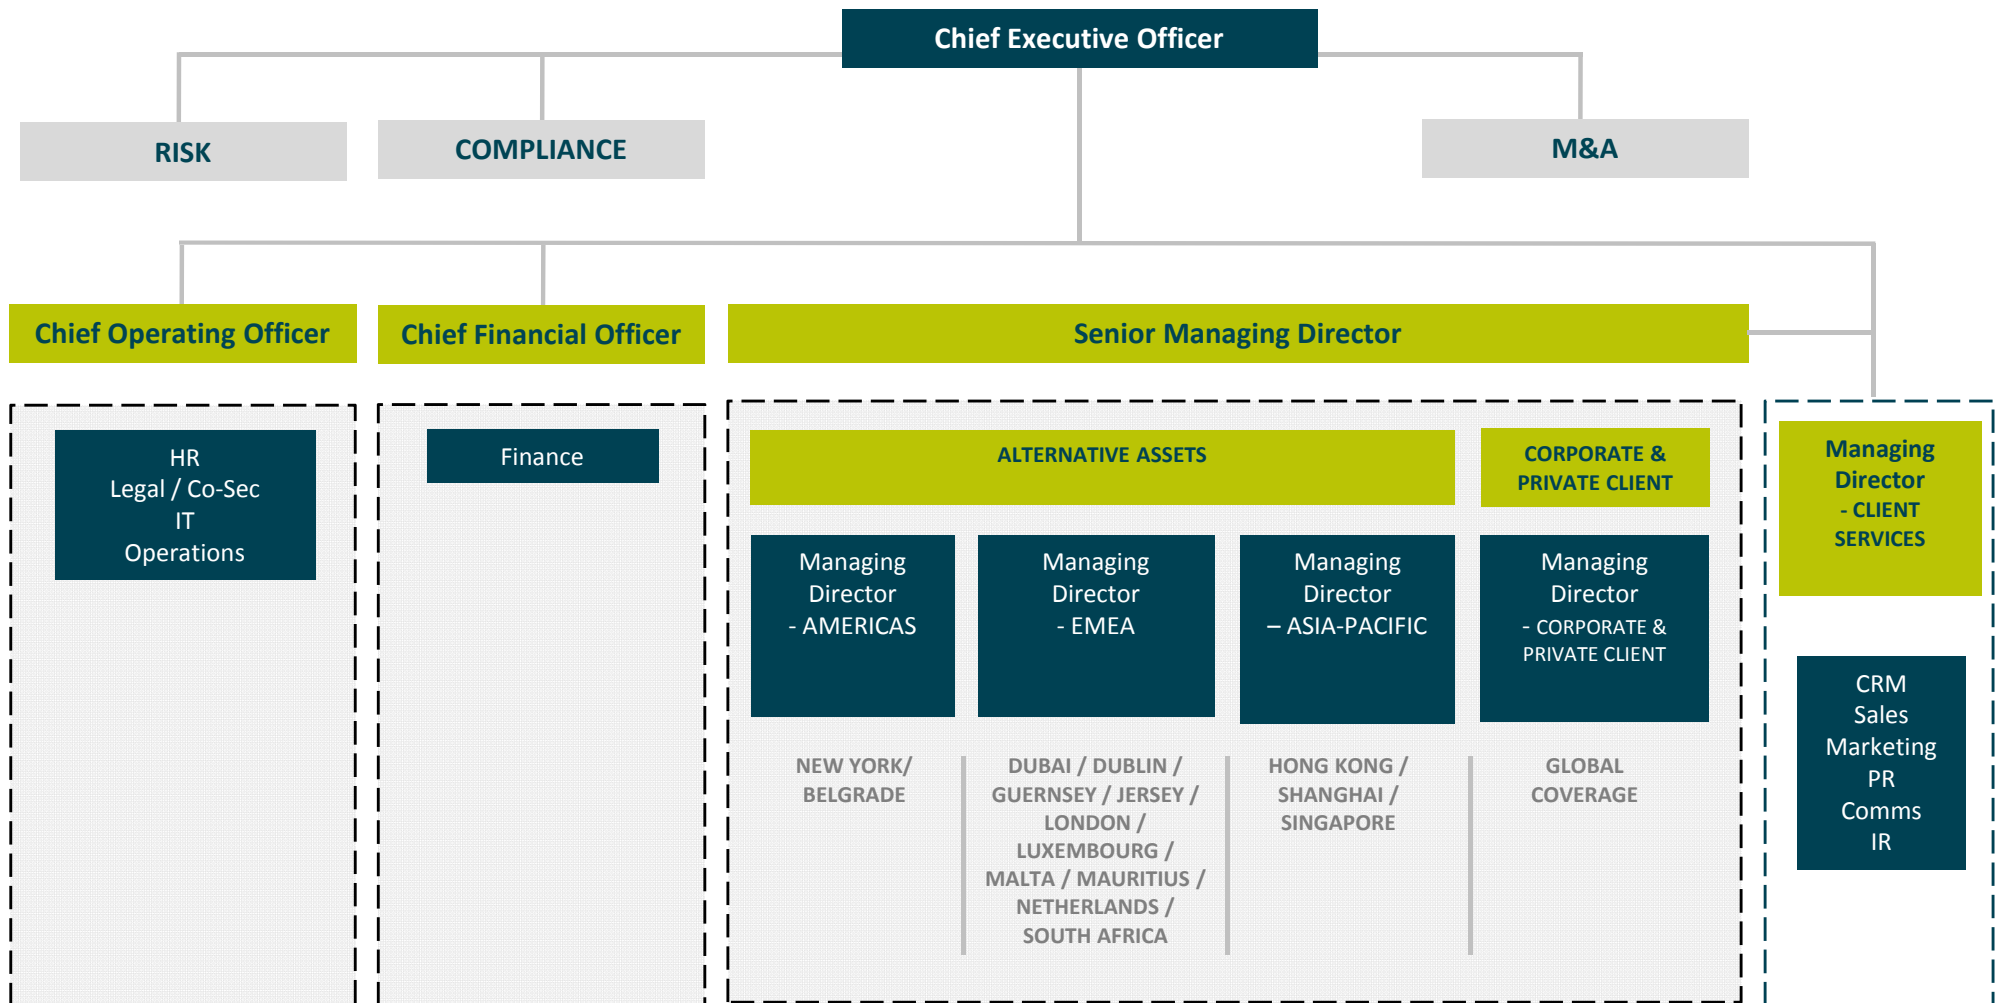 Chief Executive Officer
RISK
COMPLIANCE
M&A
Chief Operating Officer
Chief Financial Officer
Senior Managing Director
HR
Legal / Co-Sec
IT
Operations
Finance
ALTERNATIVE ASSETS
CORPORATE &
PRIVATE CLIENT
Managing
Director
- AMERICAS
Managing
Director
- EMEA
Managing
Director
– ASIA-PACIFIC
Managing
Director
- CORPORATE &
PRIVATE CLIENT
NEW YORK/
BELGRADE
DUBAI / DUBLIN /
GUERNSEY / JERSEY /
LONDON /
LUXEMBOURG /
MALTA / MAURITIUS /
NETHERLANDS /
SOUTH AFRICA
HONG KONG /
SHANGHAI /
SINGAPORE
GLOBAL
COVERAGE
Managing
Director
- CLIENT
SERVICES
CRM
Sales
Marketing
PR
Comms
IR